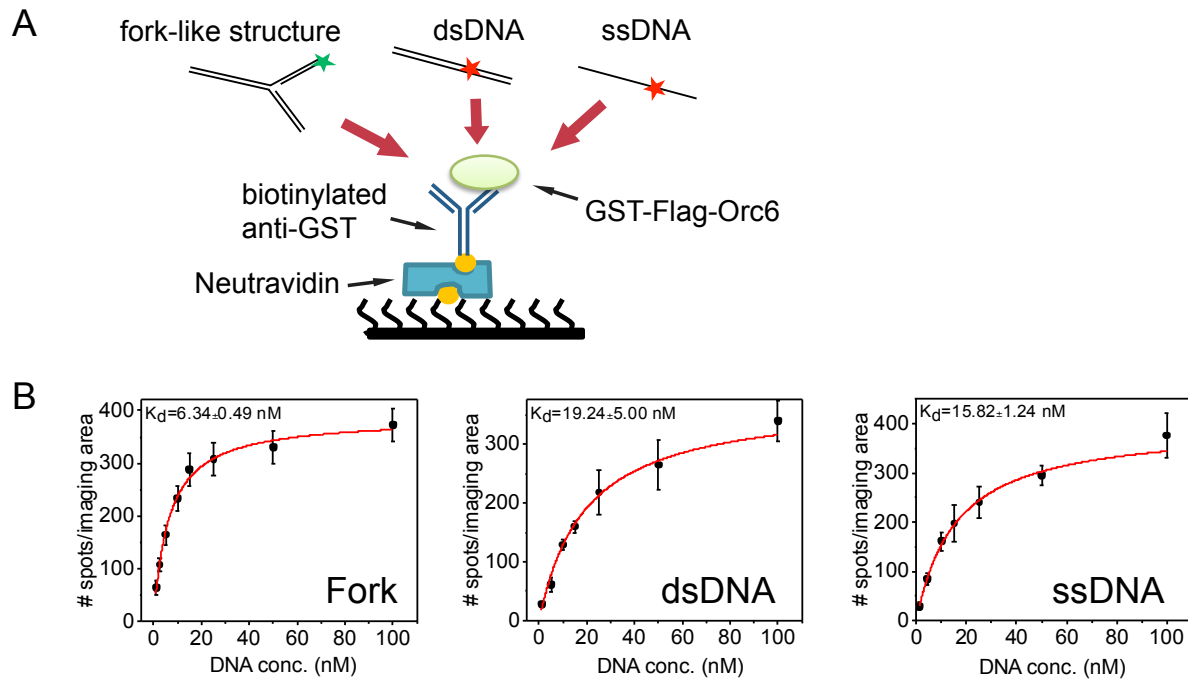 A
fork-like structure
dsDNA
ssDNA
biotinylated
anti-GST
GST-Flag-Orc6
Neutravidin
B
# spots/imaging area
400
300
200
100
0
Kd=6.34±0.49 nM
Fork
0 20 40 60 80 100
DNA conc. (nM)
# spots/imaging area
300
200
100
0
Kd=19.24±5.00 nM
dsDNA
0 20 40 60 80 100
DNA conc. (nM)
# spots/imaging area
400
300
200
100
0
Kd=15.82±1.24 nM
ssDNA
0 20 40 60 80 100
DNA conc. (nM)